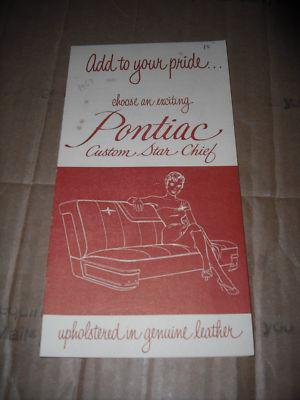 Add to your pride...
choose an exciting
Pontiac
Custom Star Chief
upholstered in genuine leather